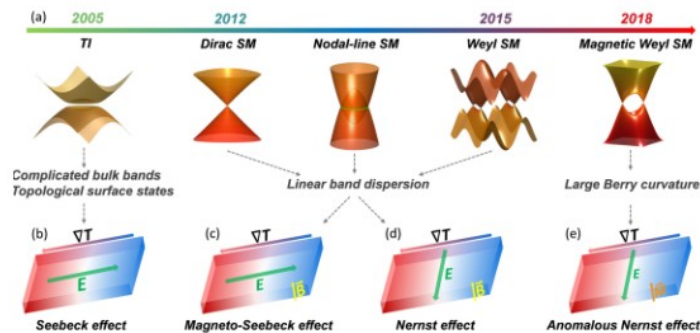 (a) 2005 2012 2015 2018
TI Dirac SM Nodal-line SM Weyl SM Magnetic Weyl SM
Complicated bulk bands
Topological surface states
Linear band dispersion
Large Berry curvature
(b) ∇T (c) ∇T (d) ∇T (e) ∇T
E E B E B E
Seebeck effect Magneto-Seebeck effect Nernst effect Anomalous Nernst effect